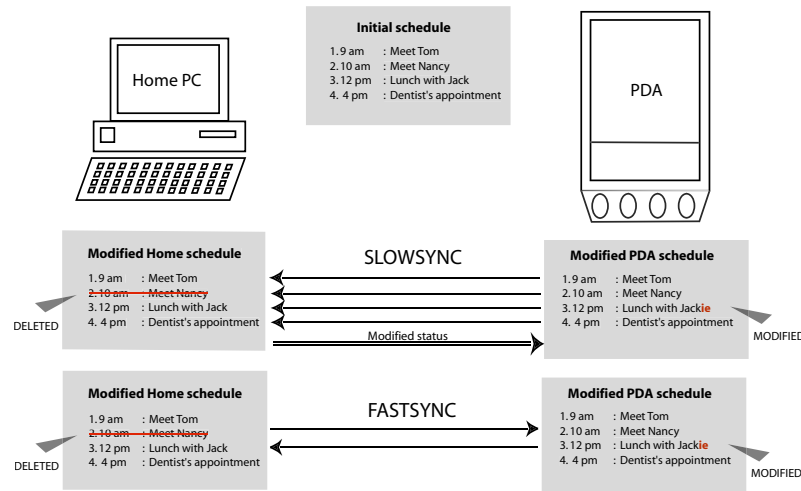 Initial schedule
1. 9 am : Meet Tom
2. 10 am : Meet Nancy
3. 12 pm : Lunch with Jack
4. 4 pm : Dentist's appointment
Home PC
PDA
Modified Home schedule
1. 9 am : Meet Tom
2. 10 am : Meet Nancy
3. 12 pm : Lunch with Jack
4. 4 pm : Dentist's appointment
DELETED
SLOWSYNC
Modified status
Modified PDA schedule
1. 9 am : Meet Tom
2. 10 am : Meet Nancy
3. 12 pm : Lunch with Jackie
4. 4 pm : Dentist's appointment
MODIFIED
Modified Home schedule
1. 9 am : Meet Tom
2. 10 am : Meet Nancy
3. 12 pm : Lunch with Jack
4. 4 pm : Dentist's appointment
DELETED
FASTSYNC
Modified PDA schedule
1. 9 am : Meet Tom
2. 10 am : Meet Nancy
3. 12 pm : Lunch with Jackie
4. 4 pm : Dentist's appointment
MODIFIED